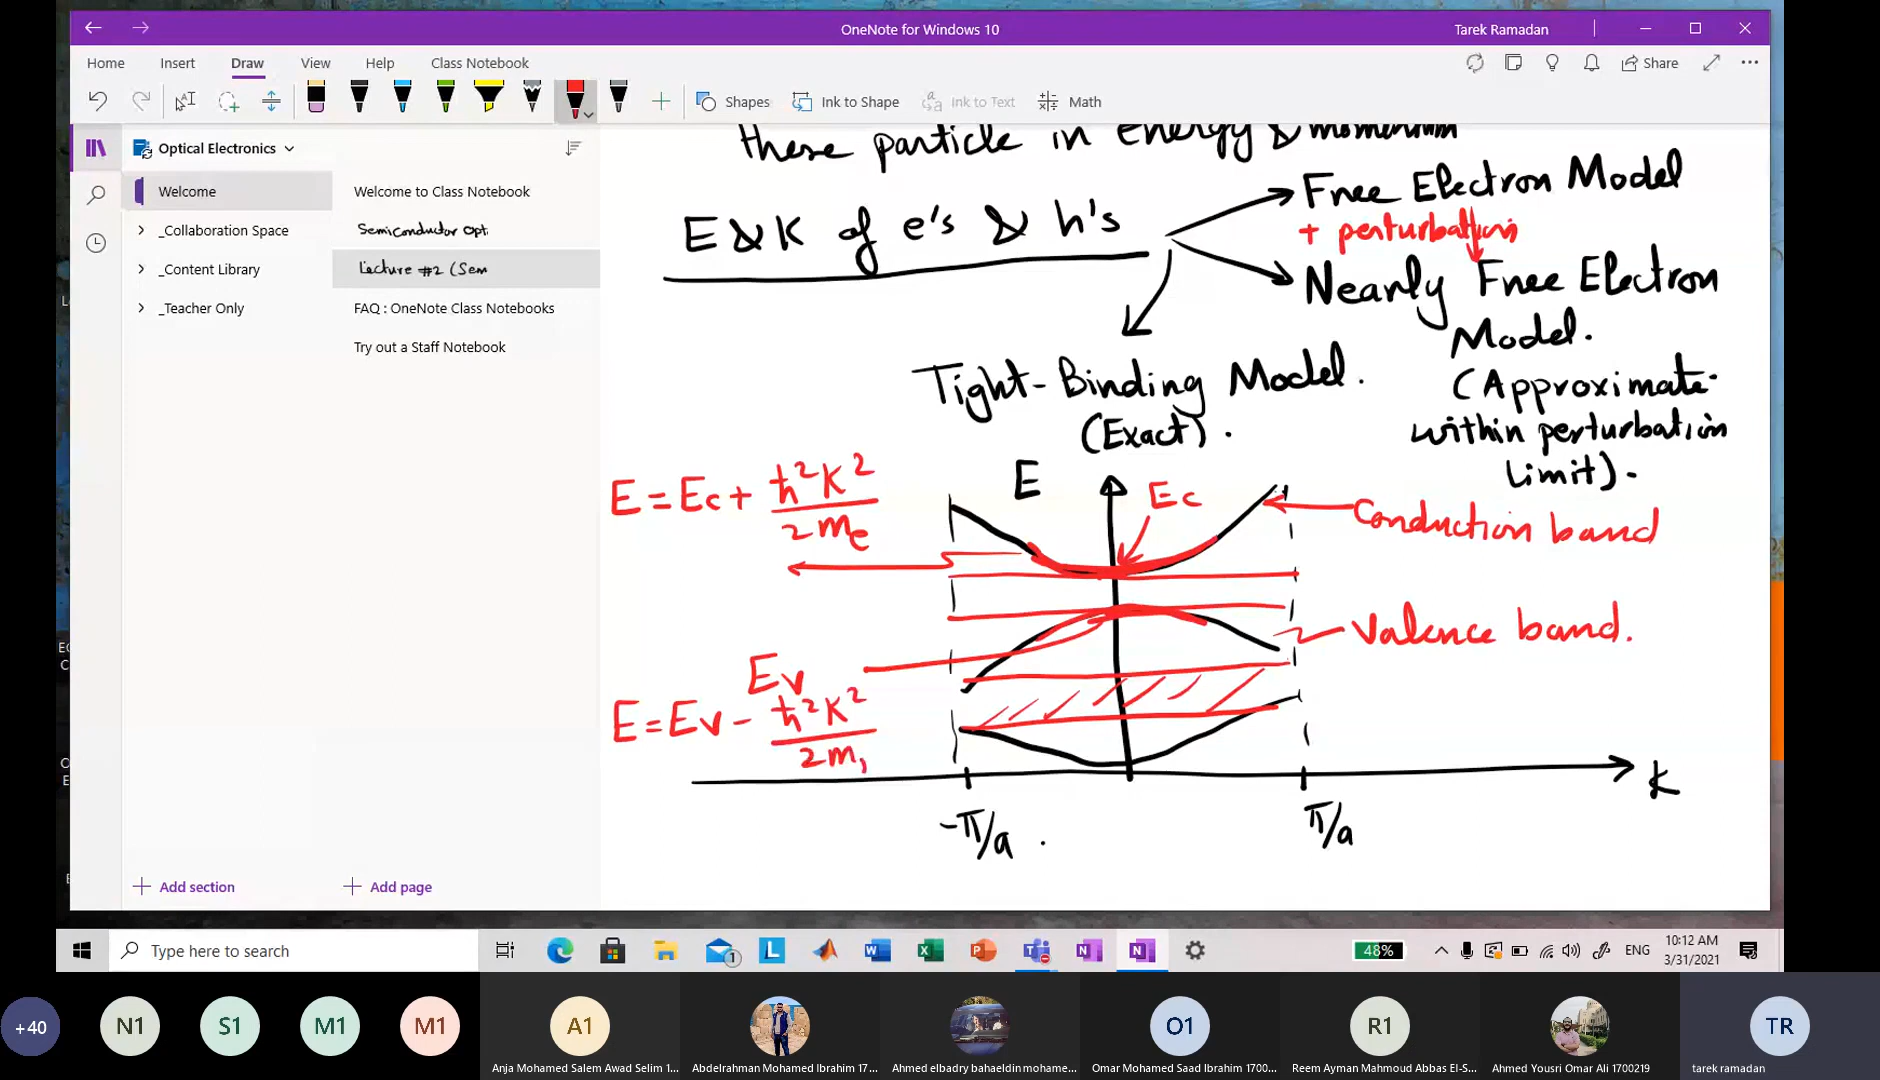 OneNote for Windows 10
Tarek Ramadan
Home Insert Draw View Help Class Notebook
Share
Shapes Ink to Shape Ink to Text Math
Optical Electronics
Welcome
_Collaboration Space
_Content Library
_Teacher Only
Welcome to Class Notebook
Semiconductor Opti
Lecture #2 (Sem
FAQ : OneNote Class Notebooks
Try out a Staff Notebook
Add section
Add page
these particle in energy & momentum
E & K of e's & h's
Free Electron Model
+ perturbation
Nearly Free Electron
Model.
(Approximate
within perturbation
limit).
Tight-Binding Model.
(Exact).
E = Ec + ħ²K² / 2me
E
Ec
Conduction band
Valence band.
Ev
E = Ev - ħ²K² / 2m
K
-π/a .
π/a
Type here to search
1
L
48%
ENG
10:12 AM
3/31/2021
+40
N1
S1
M1
M1
A1
O1
R1
TR
Anja Mohamed Salem Awad Selim 1...
Abdelrahman Mohamed Ibrahim 17...
Ahmed elbadry bahaeldin mohame...
Omar Mohamed Saad Ibrahim 1700...
Reem Ayman Mahmoud Abbas El-S...
Ahmed Yousri Omar Ali 1700219
tarek ramadan